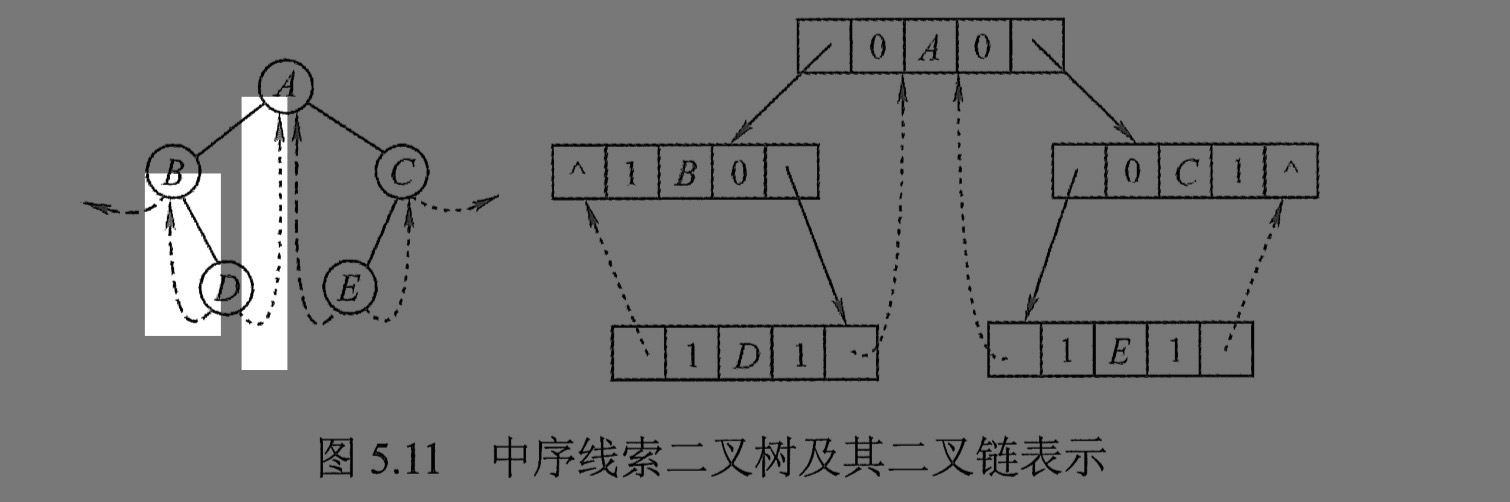 A
B
C
D
E
0 A 0
^ 1 B 0
0 C 1 ^
1 D 1
1 E 1
图 5.11 中序线索二叉树及其二叉链表示